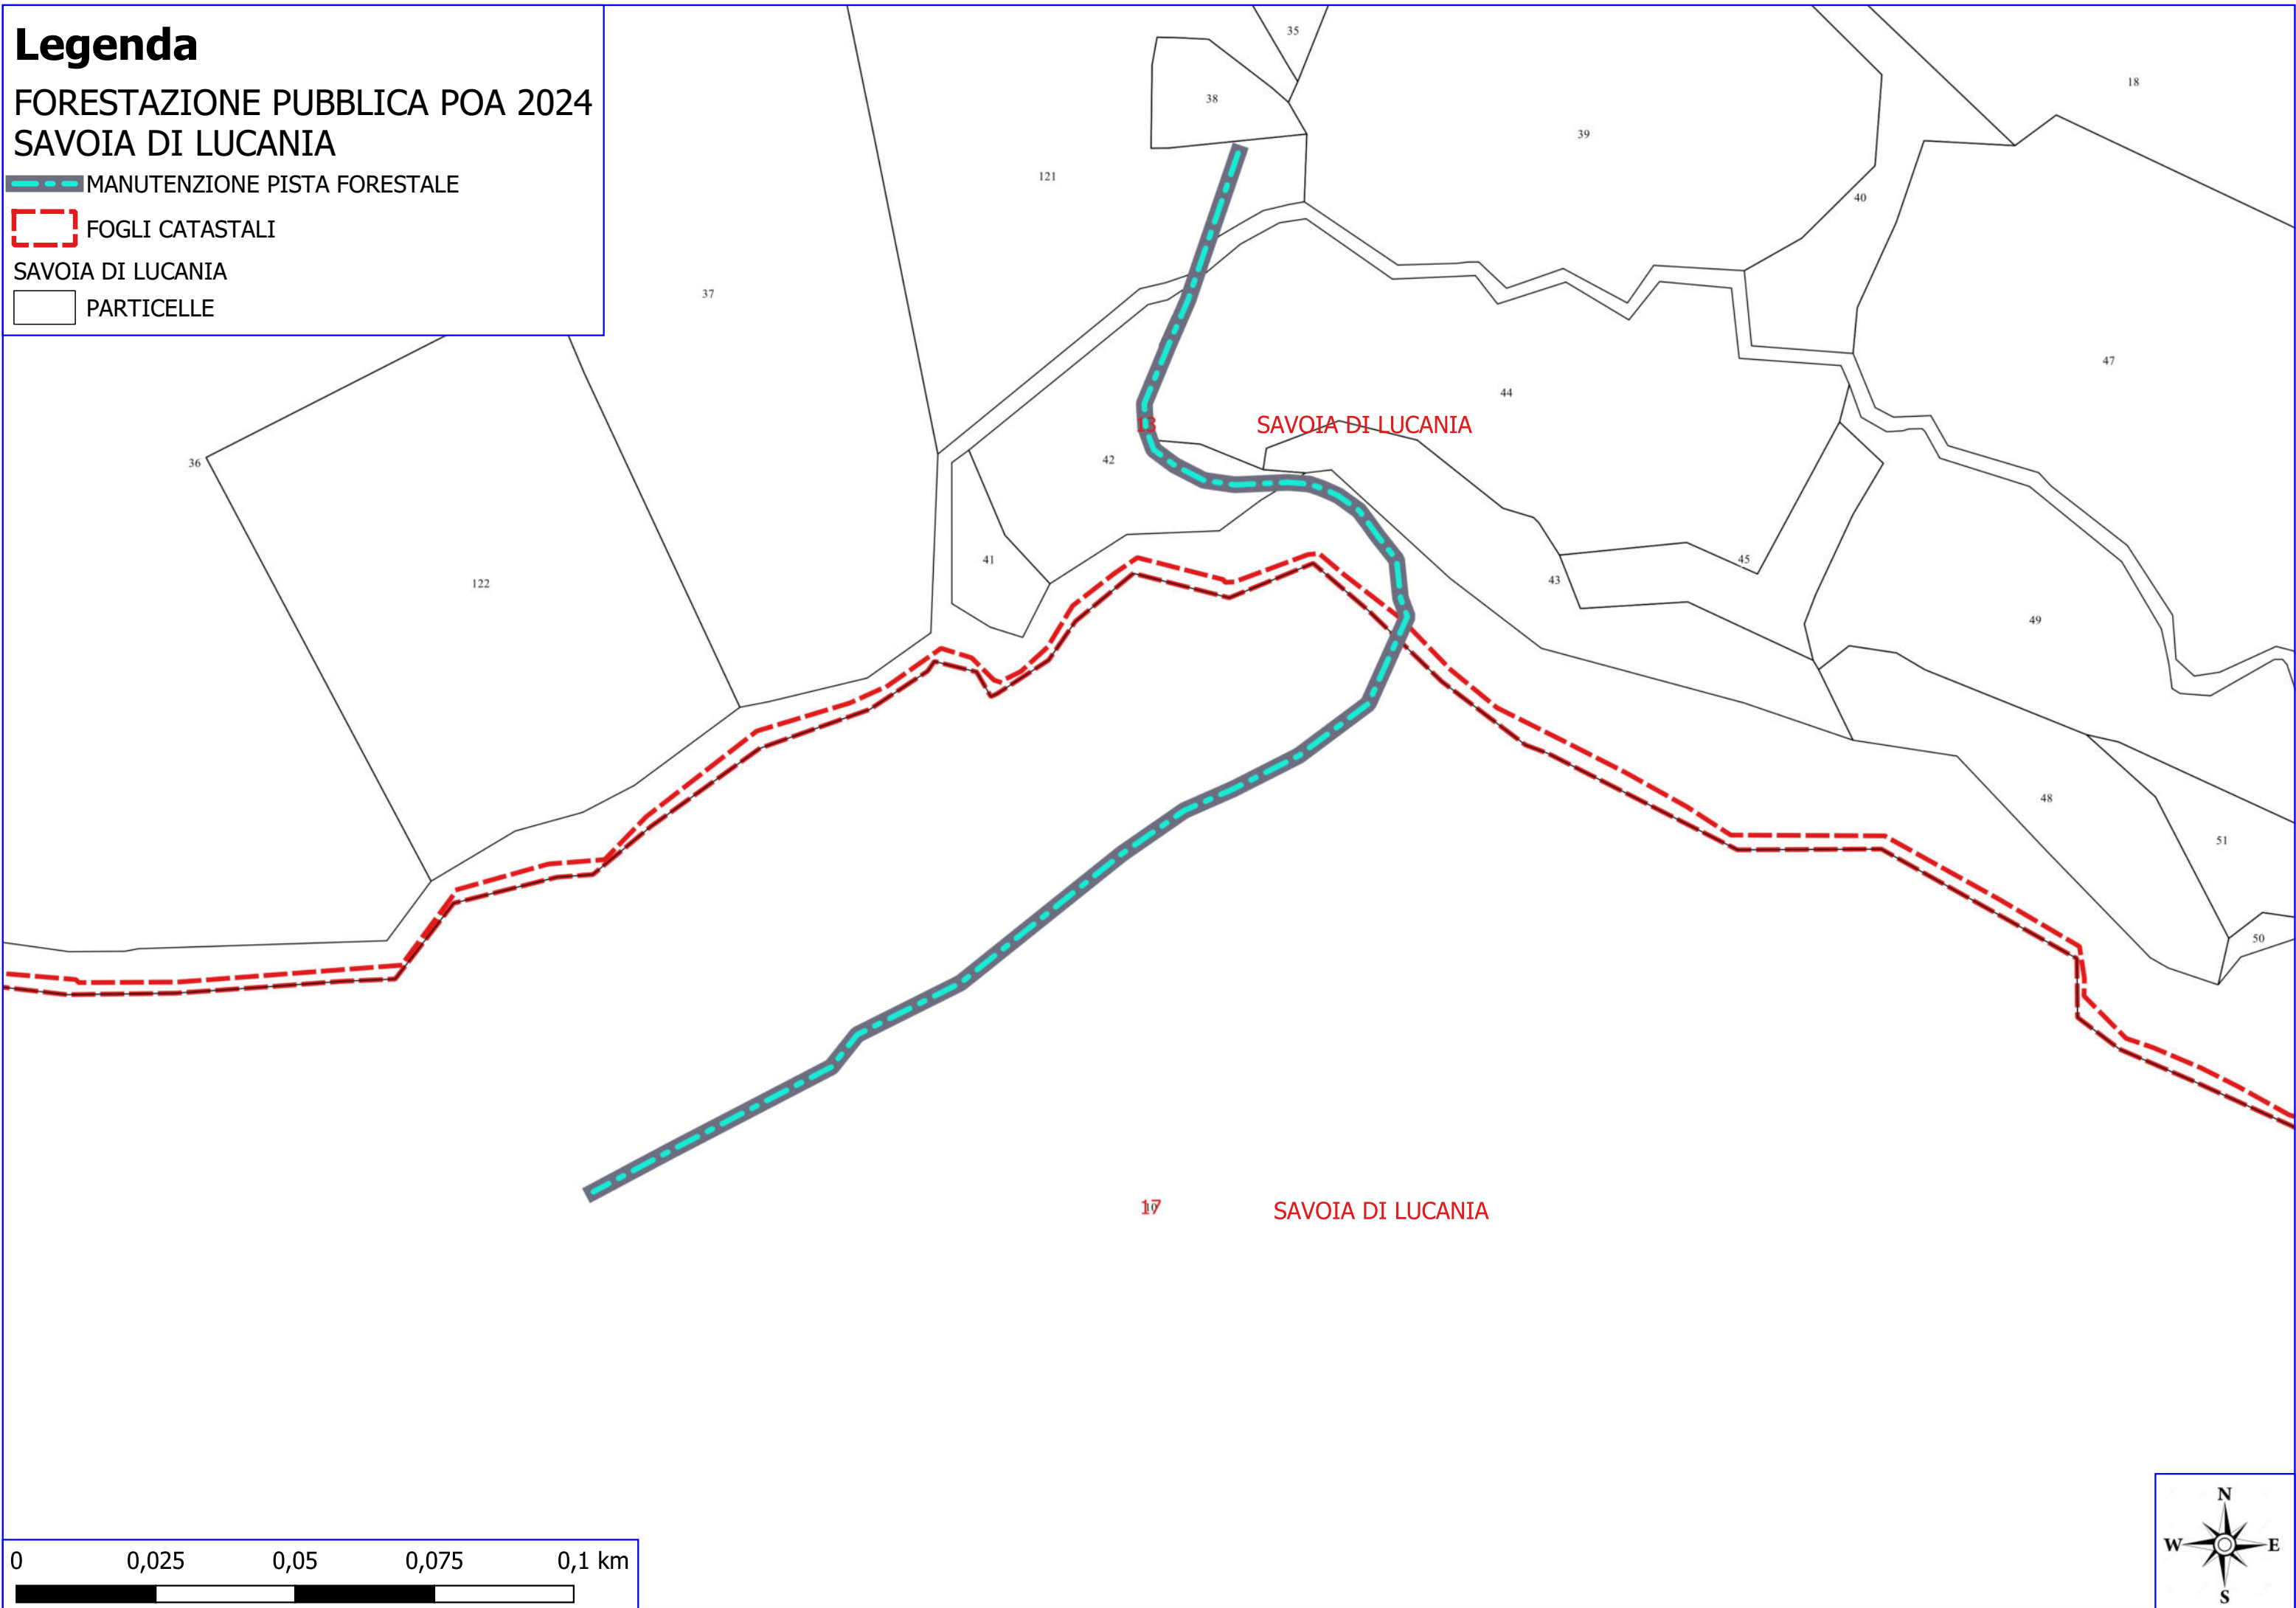 Legenda
FORESTAZIONE PUBBLICA POA 2024
SAVOIA DI LUCANIA
MANUTENZIONE PISTA FORESTALE
FOGLI CATASTALI
SAVOIA DI LUCANIA
PARTICELLE
35
38
18
39
121
40
37
47
44
13 SAVOIA DI LUCANIA
42
36
41
45
43
122
49
48
51
50
17 SAVOIA DI LUCANIA
0 0,025 0,05 0,075 0,1 km
N
W E
S